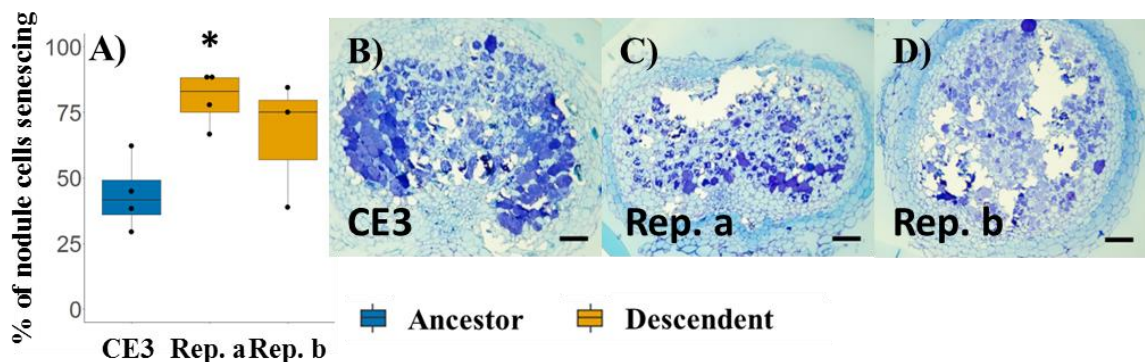 % of nodule cells senescing
100
75
50
25
0
A)
*
CE3 Rep. a Rep. b
B)
CE3
C)
Rep. a
D)
Rep. b
Ancestor Descendent